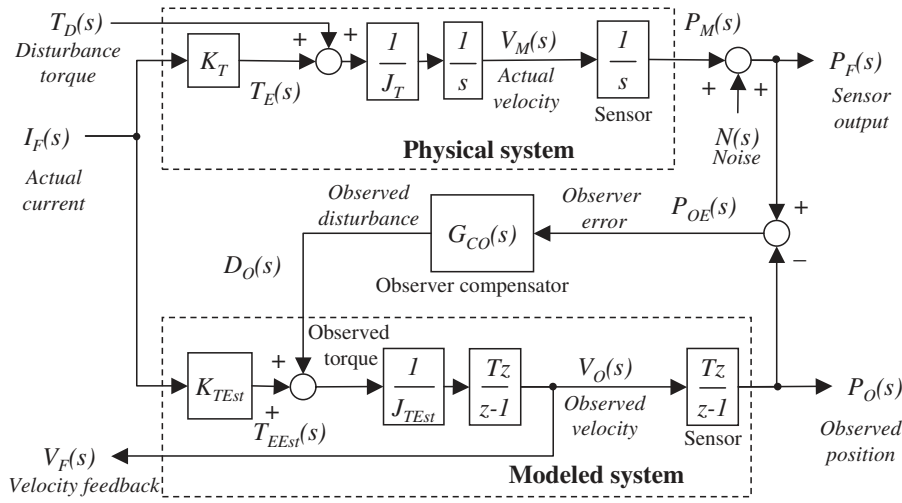 T_D(s)
Disturbance
torque
K_T
T_E(s)
+
+
1
J_T
1
s
V_M(s)
Actual
velocity
1
s
Sensor
P_M(s)
+
+
+
N(s)
Noise
P_F(s)
Sensor
output
I_F(s)
Actual
current
Physical system
Observed
disturbance
G_CO(s)
Observer compensator
Observer
error
P_OE(s)
+
–
D_O(s)
Observed
torque
K_TEst
+
+
T_EEst(s)
1
J_TEst
Tz
z-1
V_O(s)
Observed
velocity
Tz
z-1
Sensor
P_O(s)
Observed
position
V_F(s)
Velocity feedback
Modeled system